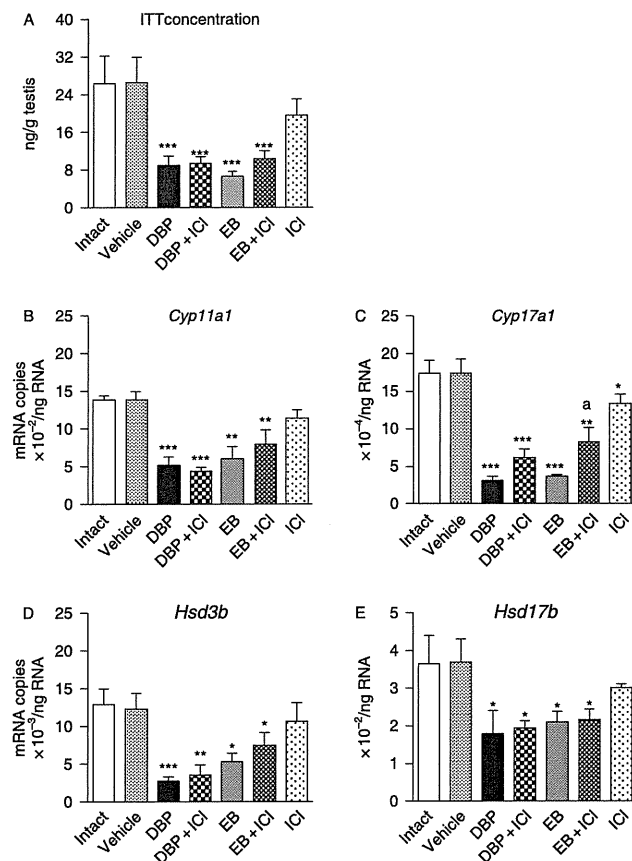 A ITTconcentration
ng/g testis
40
32
24
16
8
0
*** *** *** ***
Intact Vehicle DBP DBP+ICI EB EB+ICI ICI
B Cyp11a1
mRNA copies
×10⁻²/ng RNA
25
20
15
10
5
0
*** *** ** **
Intact Vehicle DBP DBP+ICI EB EB+ICI ICI
C Cyp17a1
×10⁻⁴/ng RNA
25
20
15
10
5
0
*** *** *** a ** *
Intact Vehicle DBP DBP+ICI EB EB+ICI ICI
D Hsd3b
mRNA copies
×10⁻³/ng RNA
25
20
15
10
5
0
*** ** * *
Intact Vehicle DBP DBP+ICI EB EB+ICI ICI
E Hsd17b
×10⁻²/ng RNA
5
4
3
2
1
0
* * * *
Intact Vehicle DBP DBP+ICI EB EB+ICI ICI